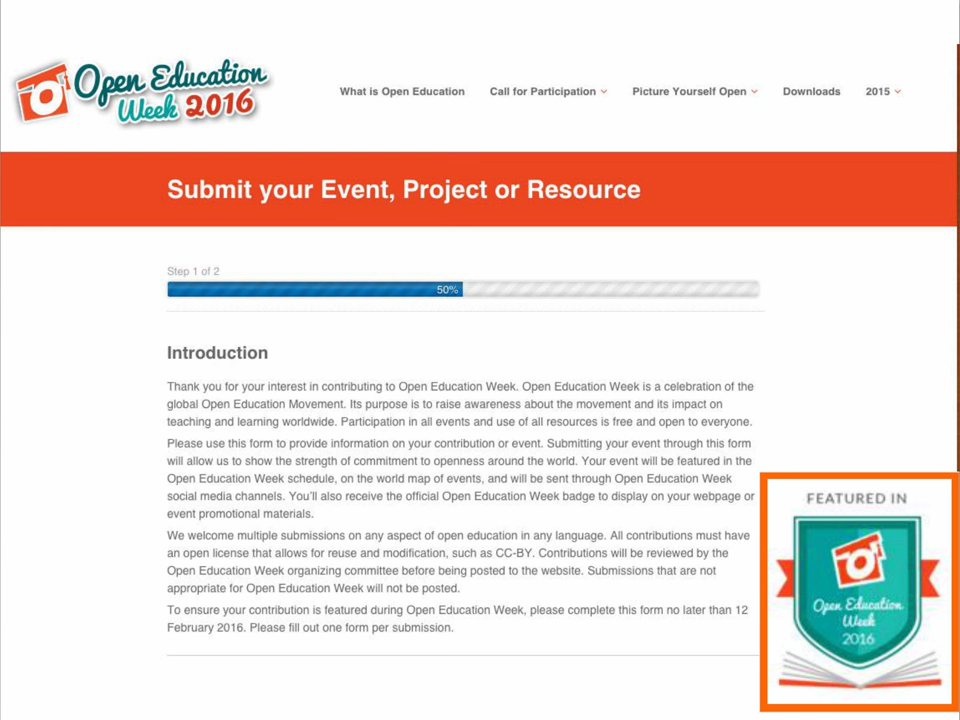 Open Education
Week 2016
What is Open Education Call for Participation Picture Yourself Open Downloads 2015
Submit your Event, Project or Resource
Step 1 of 2
50%
Introduction
Thank you for your interest in contributing to Open Education Week. Open Education Week is a celebration of the
global Open Education Movement. Its purpose is to raise awareness about the movement and its impact on
teaching and learning worldwide. Participation in all events and use of all resources is free and open to everyone.
Please use this form to provide information on your contribution or event. Submitting your event through this form
will allow us to show the strength of commitment to openness around the world. Your event will be featured in the
Open Education Week schedule, on the world map of events, and will be sent through Open Education Week
social media channels. You'll also receive the official Open Education Week badge to display on your webpage or
event promotional materials.
We welcome multiple submissions on any aspect of open education in any language. All contributions must have
an open license that allows for reuse and modification, such as CC-BY. Contributions will be reviewed by the
Open Education Week organizing committee before being posted to the website. Submissions that are not
appropriate for Open Education Week will not be posted.
To ensure your contribution is featured during Open Education Week, please complete this form no later than 12
February 2016. Please fill out one form per submission.
FEATURED IN
Open Education
Week
2016